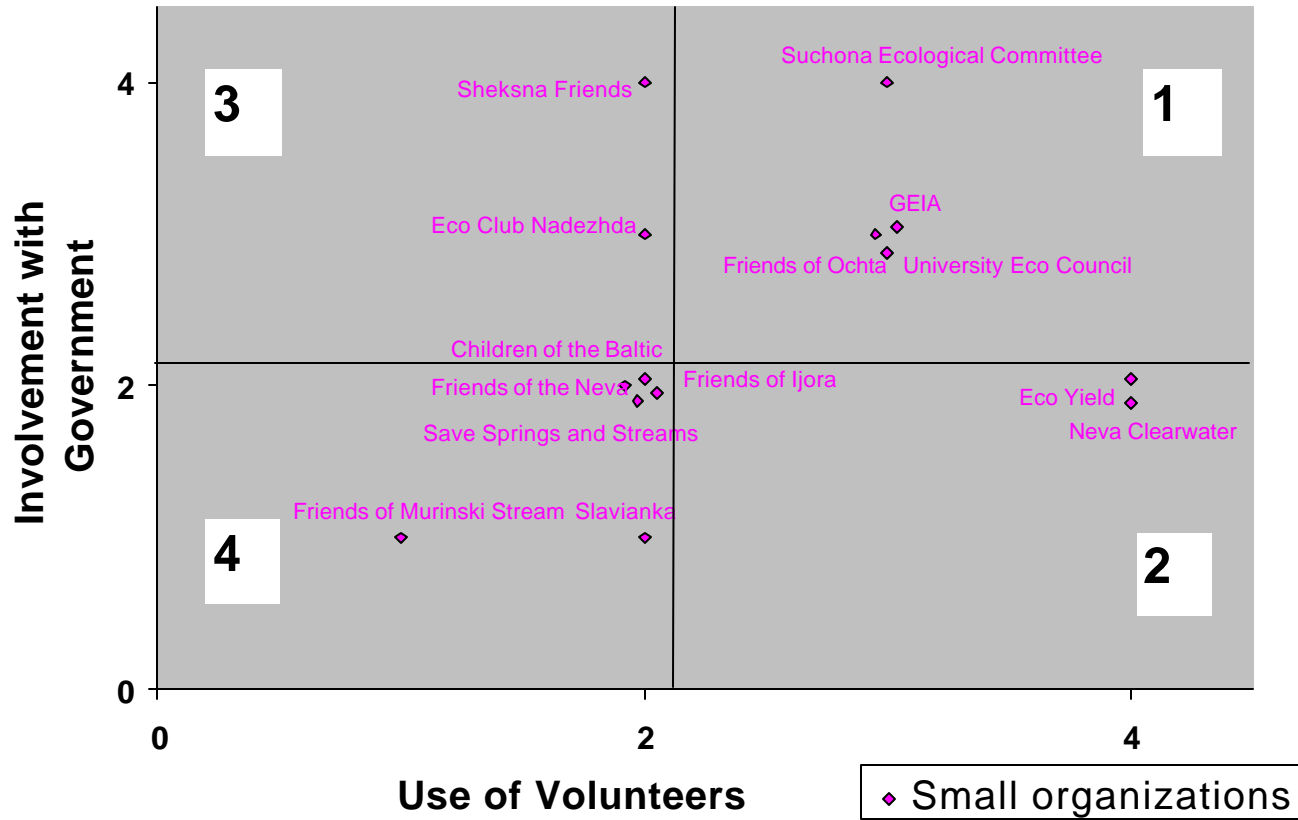 Suchona Ecological Committee
4
Sheksna Friends
3
1
GEIA
Eco Club Nadezhda
Friends of Ochta
University Eco Council
Involvement with
Government
Children of the Baltic
2
Friends of the Neva
Friends of Ijora
Eco Yield
Save Springs and Streams
Neva Clearwater
Friends of Murinski Stream
Slavianka
4
2
0
0
2
4
Use of Volunteers
Small organizations